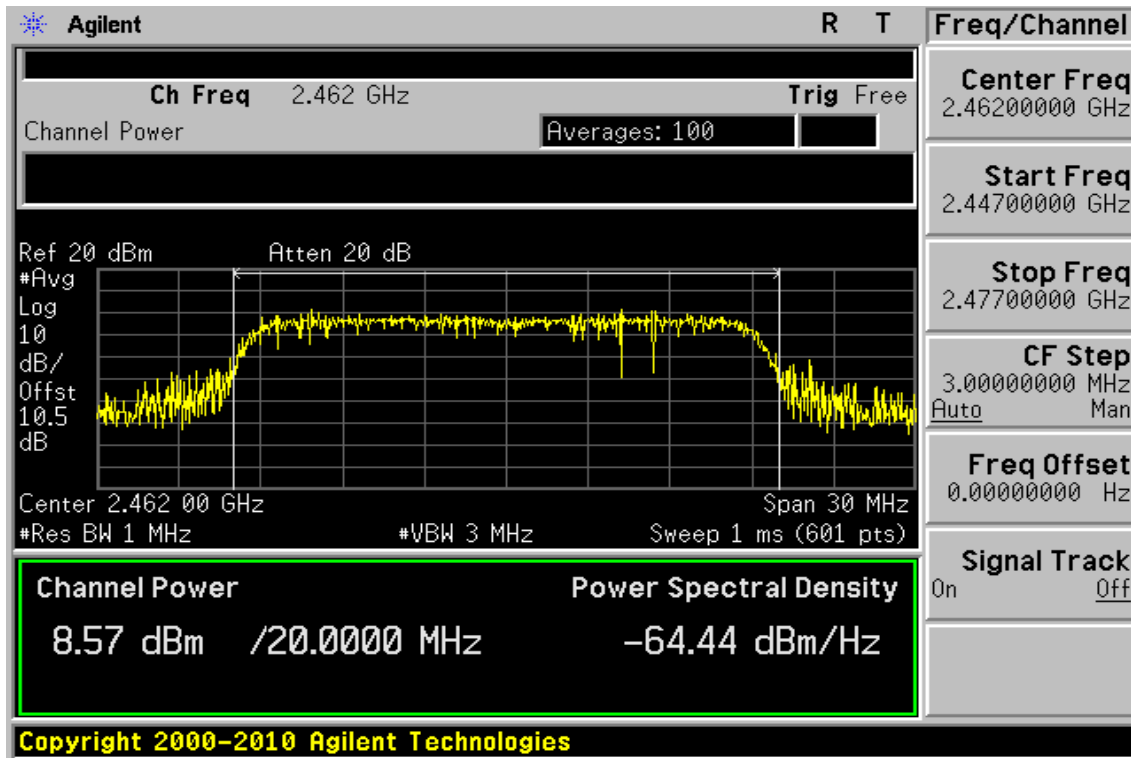 Agilent R T
Ch Freq 2.462 GHz Trig Free
Channel Power Averages: 100
Ref 20 dBm Atten 20 dB
#Avg
Log
10
dB/
Offst
10.5
dB
Center 2.462 00 GHz Span 30 MHz
#Res BW 1 MHz #VBW 3 MHz Sweep 1 ms (601 pts)
Channel Power Power Spectral Density
8.57 dBm /20.0000 MHz -64.44 dBm/Hz
Copyright 2000-2010 Agilent Technologies
Freq/Channel
Center Freq
2.46200000 GHz
Start Freq
2.44700000 GHz
Stop Freq
2.47700000 GHz
CF Step
3.00000000 MHz
Auto Man
Freq Offset
0.00000000 Hz
Signal Track
On Off